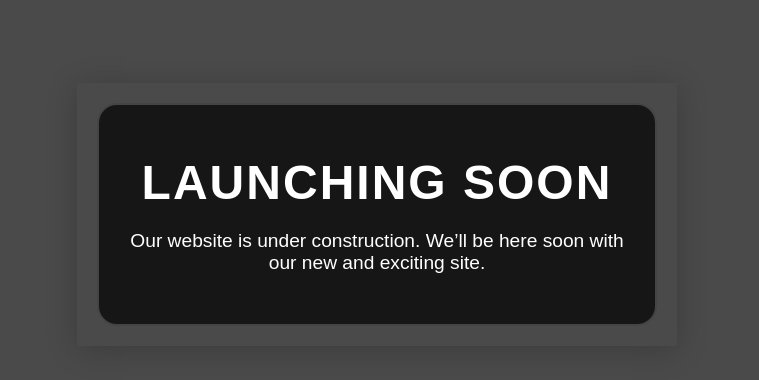 LAUNCHING SOON
Our website is under construction. We’ll be here soon with
our new and exciting site.